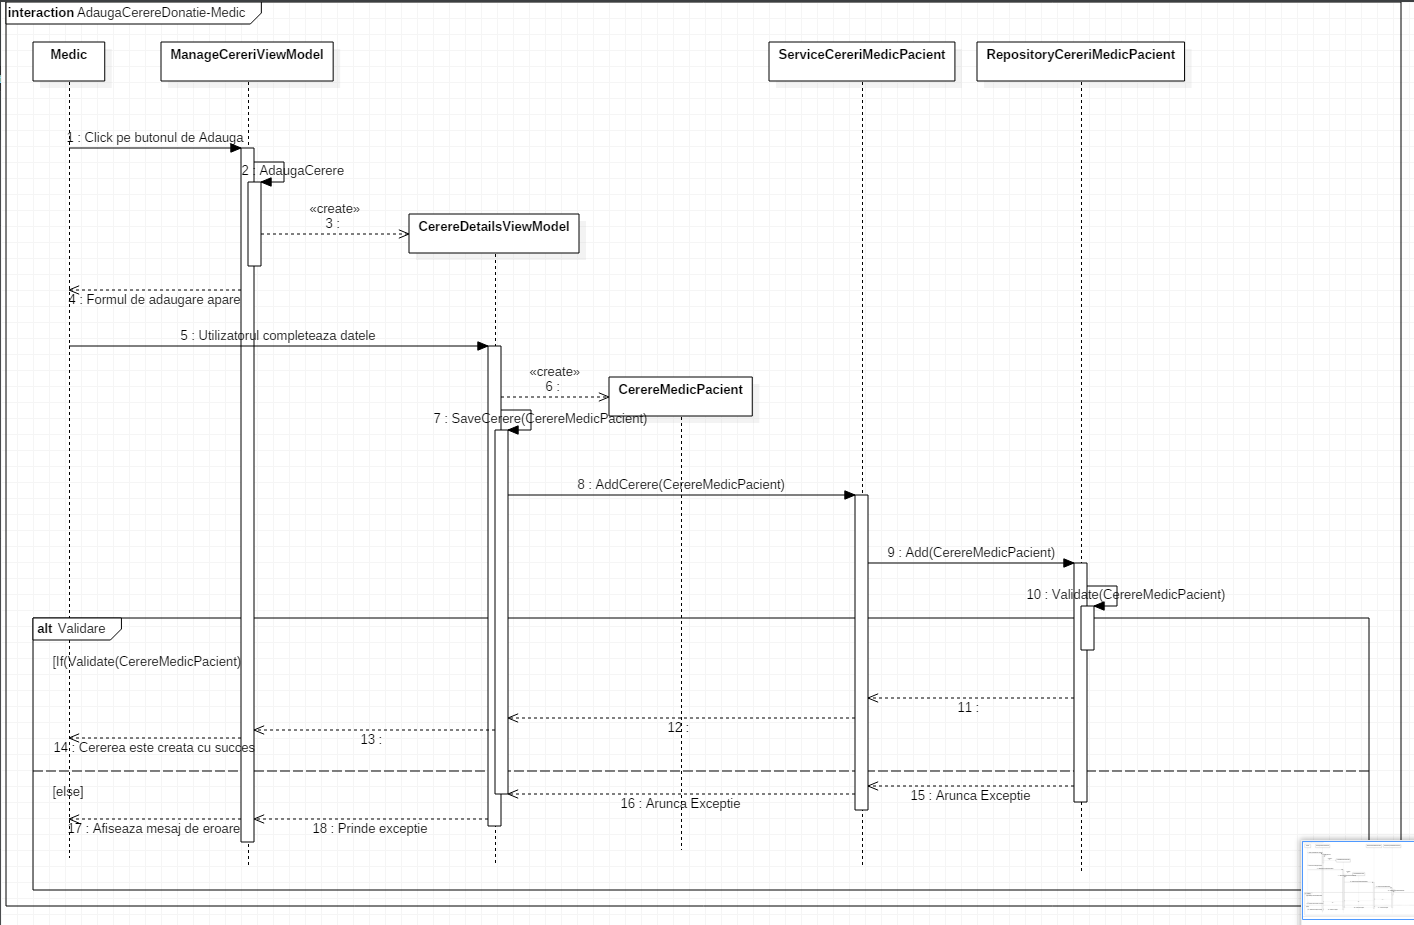 interaction AdaugaCerereDonatie-Medic
Medic
ManageCereriViewModel
ServiceCereriMedicPacient
RepositoryCereriMedicPacient
1 : Click pe butonul de Adauga
2 : AdaugaCerere
«create»
3 :
CerereDetailsViewModel
4 : Formul de adaugare apare
5 : Utilizatorul completeaza datele
«create»
6 :
CerereMedicPacient
7 : SaveCerere(CerereMedicPacient)
8 : AddCerere(CerereMedicPacient)
9 : Add(CerereMedicPacient)
10 : Validate(CerereMedicPacient)
alt Validare
[If(Validate(CerereMedicPacient)
11 :
12 :
13 :
14 : Cererea este creata cu succes
[else]
15 : Arunca Exceptie
16 : Arunca Exceptie
17 : Afiseaza mesaj de eroare
18 : Prinde exceptie